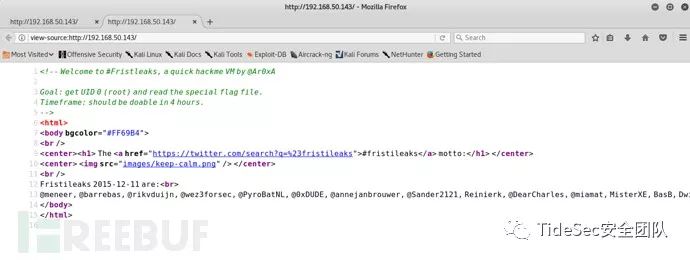 http://192.168.50.143/ - Mozilla Firefox
http://192.168.50.143/
http://192.168.50.143/
view-source:http://192.168.50.143/
Search
Most Visited
Offensive Security
Kali Linux
Kali Docs
Kali Tools
Exploit-DB
Aircrack-ng
Kali Forums
NetHunter
Getting Started
1 <!-- Welcome to #Fristleaks, a quick hackme VM by @Ar0xA
2
3 Goal: get UID 0 (root) and read the special flag file.
4 Timeframe: should be doable in 4 hours.
5 -->
6 <html>
7 <body bgcolor="#FF69B4">
8 <br />
9 <center><h1> The <a href="https://twitter.com/search?q=%23fristileaks">#fristileaks</a> motto:</h1> </center>
10 <center> <img src="images/keep-calm.png" /> </center>
11 <br />
12 Fristileaks 2015-12-11 are:<br>
13 @meneer, @barrebas, @rikvduijn, @wez3forsec, @PyroBatNL, @0xDUDE, @annejanbrouwer, @Sander2121, Reinierk, @DearCharles, @miamat, MisterXE, BasB, Dwi
14 </body>
15 </html>
16
FREEBUF
TideSec安全团队